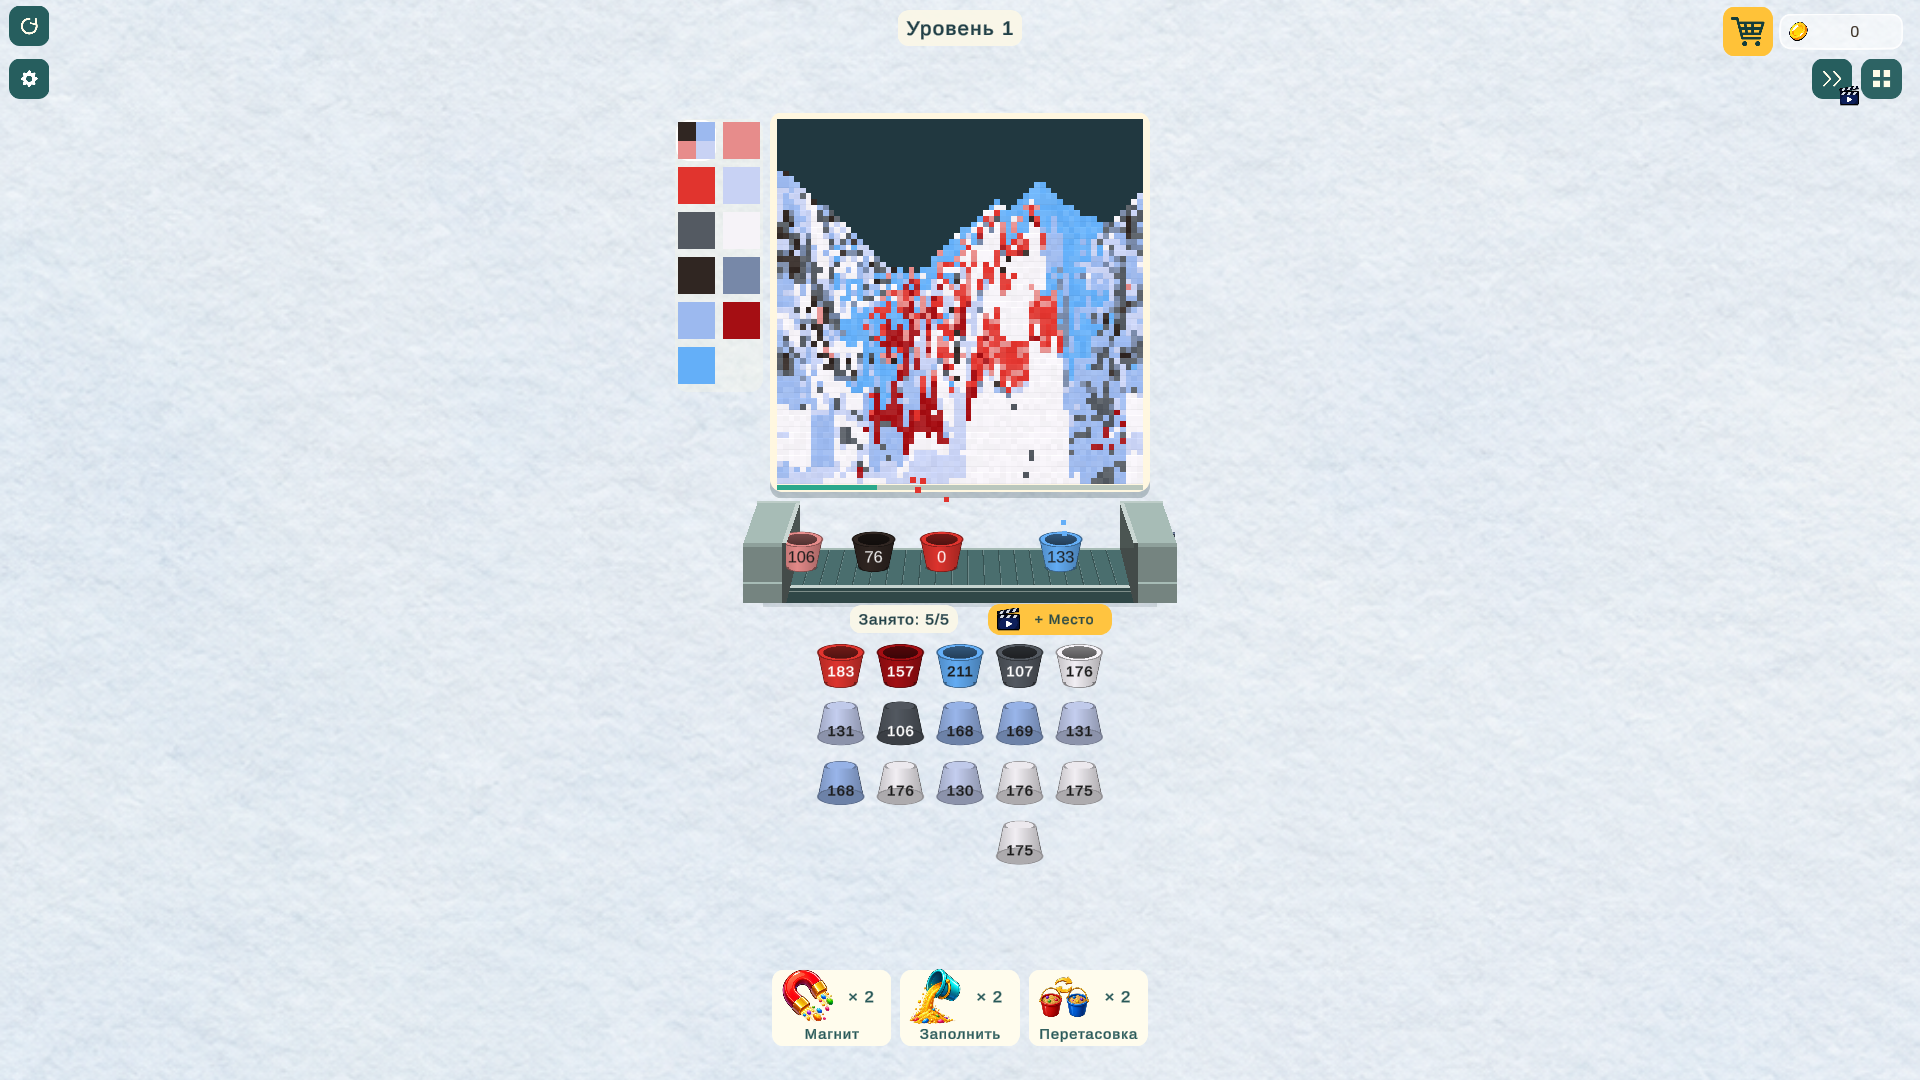 Уровень 1
0
106 76 0 133
Занято: 5/5
+ Место
183 157 211 107 176
131 106 168 169 131
168 176 130 176 175
175
× 2
Магнит
× 2
Заполнить
× 2
Перетасовка